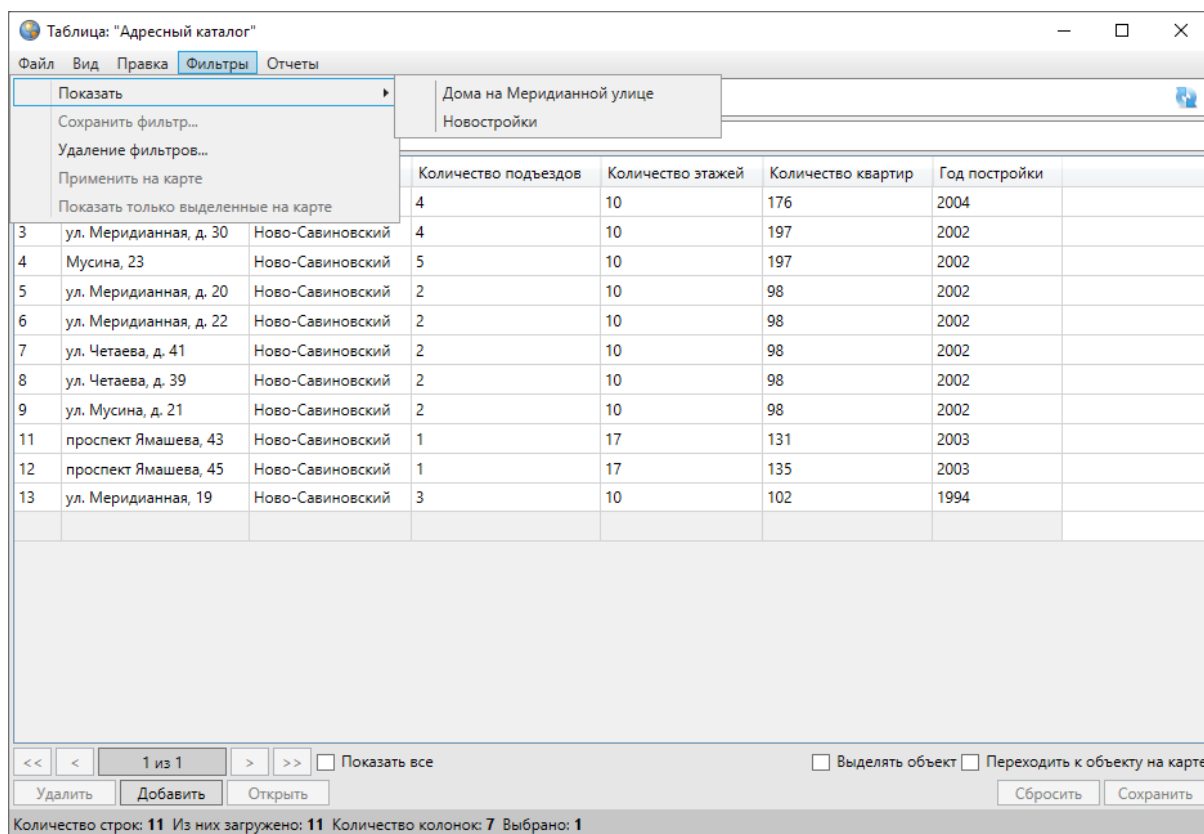 Таблица: "Адресный каталог"
Файл Вид Правка Фильтры Отчеты
Показать Дома на Меридианной улице
Сохранить фильтр... Новостройки
Удаление фильтров...
Применить на карте Количество подъездов Количество этажей Количество квартир Год постройки
Показать только выделенные на карте 4 10 176 2004
3 ул. Меридианная, д. 30 Ново-Савиновский 4 10 197 2002
4 Мусина, 23 Ново-Савиновский 5 10 197 2002
5 ул. Меридианная, д. 20 Ново-Савиновский 2 10 98 2002
6 ул. Меридианная, д. 22 Ново-Савиновский 2 10 98 2002
7 ул. Четаева, д. 41 Ново-Савиновский 2 10 98 2002
8 ул. Четаева, д. 39 Ново-Савиновский 2 10 98 2002
9 ул. Мусина, д. 21 Ново-Савиновский 2 10 98 2002
11 проспект Ямашева, 43 Ново-Савиновский 1 17 131 2003
12 проспект Ямашева, 45 Ново-Савиновский 1 17 135 2003
13 ул. Меридианная, 19 Ново-Савиновский 3 10 102 1994
<< < 1 из 1 > >> Показать все Выделять объект Переходить к объекту на карте
Удалить Добавить Открыть Сбросить Сохранить
Количество строк: 11 Из них загружено: 11 Количество колонок: 7 Выбрано: 1